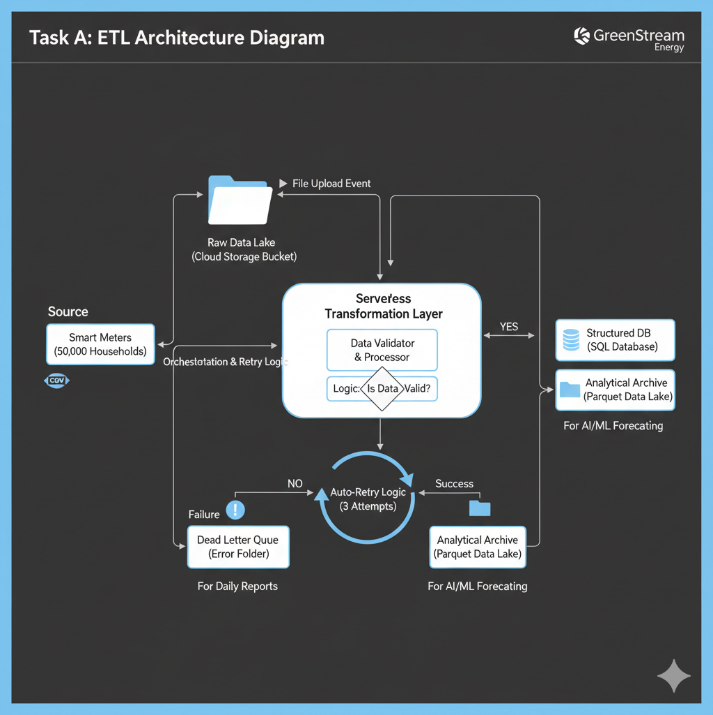 Task A: ETL Architecture Diagram
GreenStream
Energy
File Upload Event
Raw Data Lake
(Cloud Storage Bucket)
Source
Smart Meters
(50,000 Households)
CDV
Orchestotation & Retry Logic
Serverless
Transformation Layer
Data Validator
& Processor
Logic: Is Data Valid?
YES
Structured DB
(SQL Database)
Analytical Archive
(Parquet Data Lake)
For AI/ML Forecasting
NO
Auto-Retry Logic
(3 Attempts)
Success
Failure
!
Dead Letter Quue
(Error Folder)
For Daily Reports
Analytical Archive
(Parquet Data Lake)
For AI/ML Forecasting